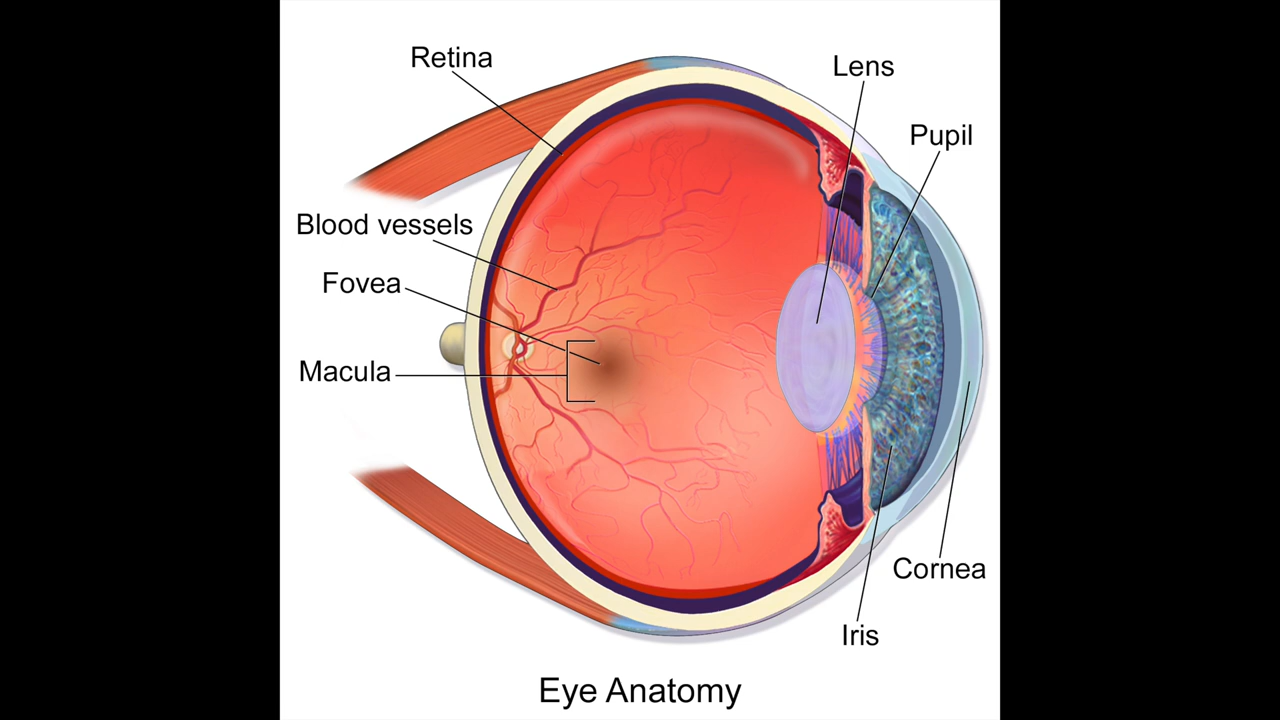 Retina
Lens
Pupil
Blood vessels
Fovea
Macula
Cornea
Iris
Eye Anatomy